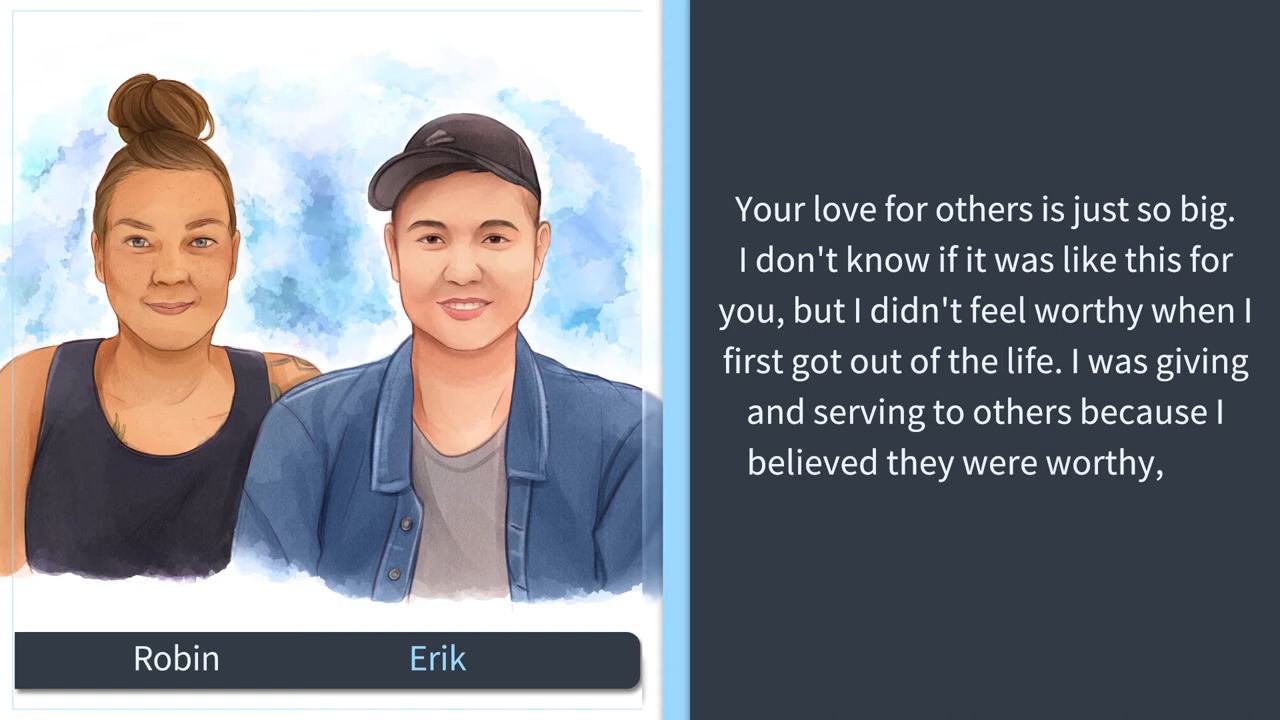 Your love for others is just so big.
I don't know if it was like this for
you, but I didn't feel worthy when I
first got out of the life. I was giving
and serving to others because I
believed they were worthy,
Robin
Erik